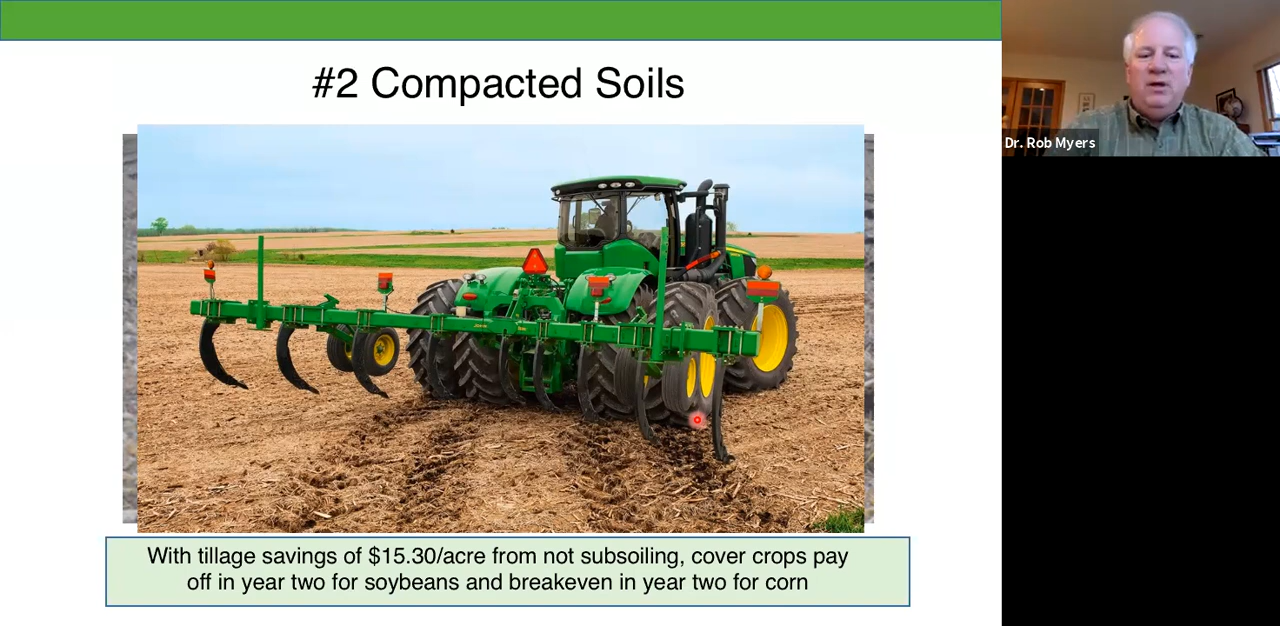 #2 Compacted Soils
Dr. Rob Myers
With tillage savings of $15.30/acre from not subsoiling, cover crops pay
off in year two for soybeans and breakeven in year two for corn